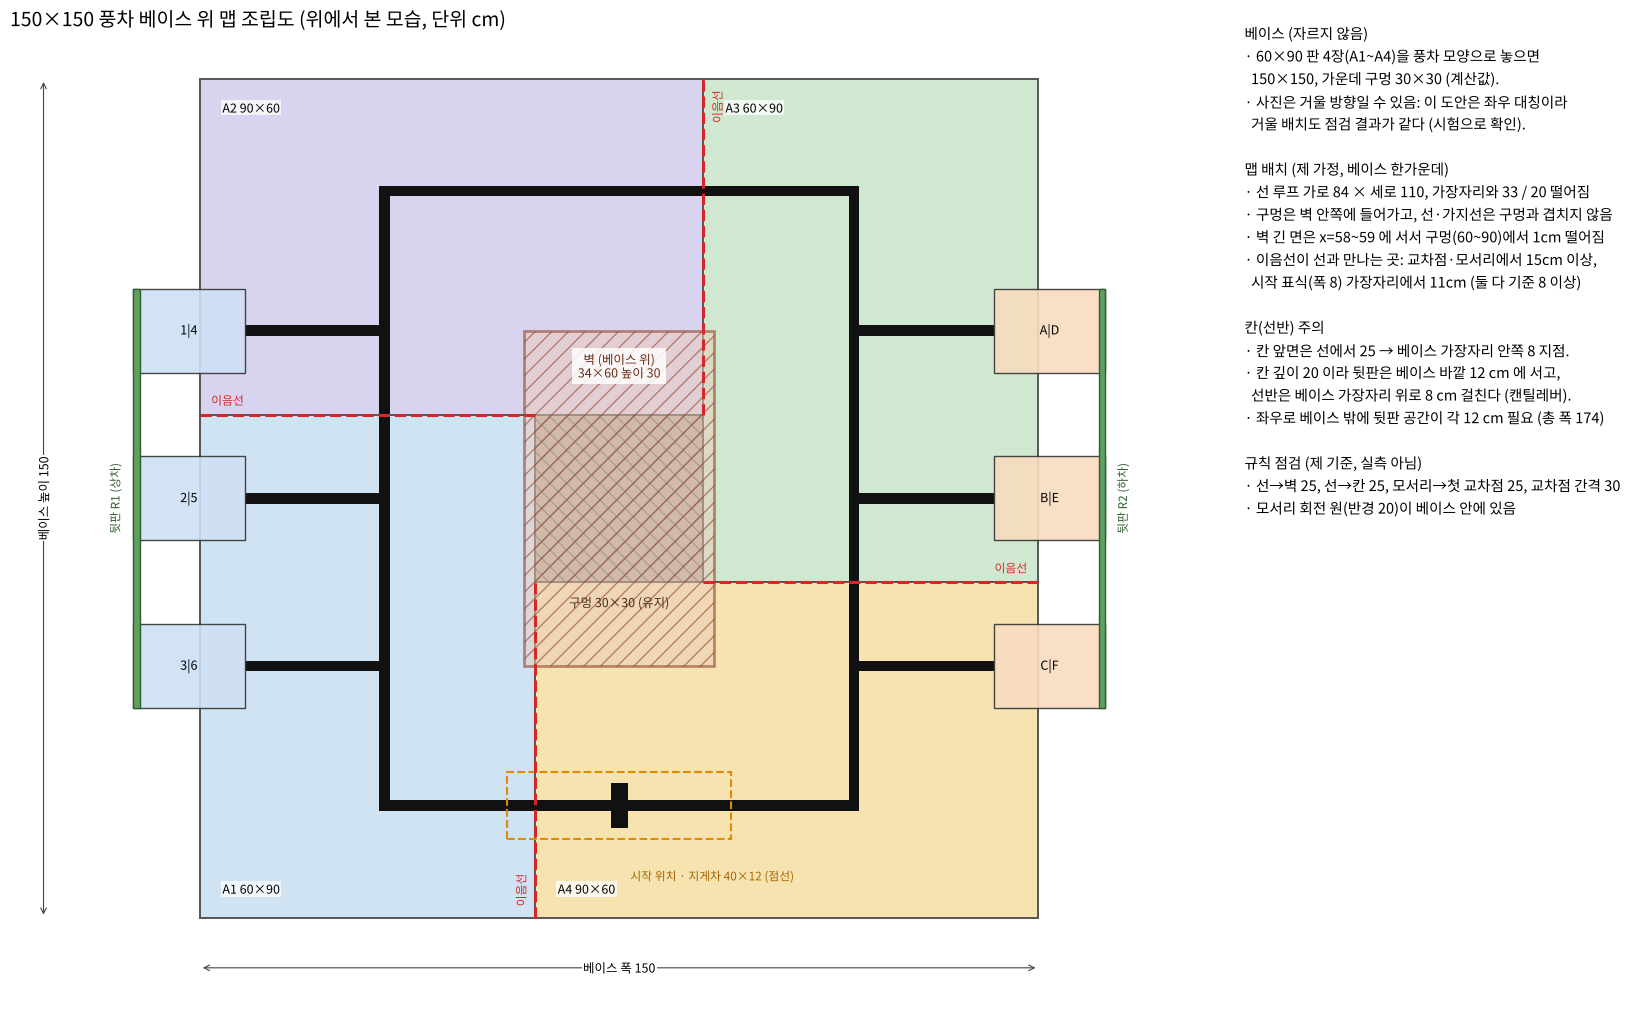 150×150 풍차 베이스 위 맵 조립도 (위에서 본 모습, 단위 cm)
A2 90×60
이음선
A3 60×90
1|4
A|D
벽 (베이스 위)
34×60 높이 30
이음선
베이스 높이 150
뒷판 R1 (상차)
2|5
B|E
뒷판 R2 (하차)
이음선
구멍 30×30 (유지)
3|6
C|F
시작 위치 · 지게차 40×12 (점선)
A1 60×90
이음선
A4 90×60
베이스 폭 150
베이스 (자르지 않음)
· 60×90 판 4장(A1~A4)을 풍차 모양으로 놓으면
150×150, 가운데 구멍 30×30 (계산값).
· 사진은 거울 방향일 수 있음: 이 도안은 좌우 대칭이라
거울 배치도 점검 결과가 같다 (시험으로 확인).
맵 배치 (제 가정, 베이스 한가운데)
· 선 루프 가로 84 × 세로 110, 가장자리와 33 / 20 떨어짐
· 구멍은 벽 안쪽에 들어가고, 선·가지선은 구멍과 겹치지 않음
· 벽 긴 면은 x=58~59 에 서서 구멍(60~90)에서 1cm 떨어짐
· 이음선이 선과 만나는 곳: 교차점·모서리에서 15cm 이상,
시작 표식(폭 8) 가장자리에서 11cm (둘 다 기준 8 이상)
칸(선반) 주의
· 칸 앞면은 선에서 25 → 베이스 가장자리 안쪽 8 지점.
· 칸 깊이 20 이라 뒷판은 베이스 바깥 12 cm 에 서고,
선반은 베이스 가장자리 위로 8 cm 걸친다 (캔틸레버).
· 좌우로 베이스 밖에 뒷판 공간이 각 12 cm 필요 (총 폭 174)
규칙 점검 (제 기준, 실측 아님)
· 선→벽 25, 선→칸 25, 모서리→첫 교차점 25, 교차점 간격 30
· 모서리 회전 원(반경 20)이 베이스 안에 있음